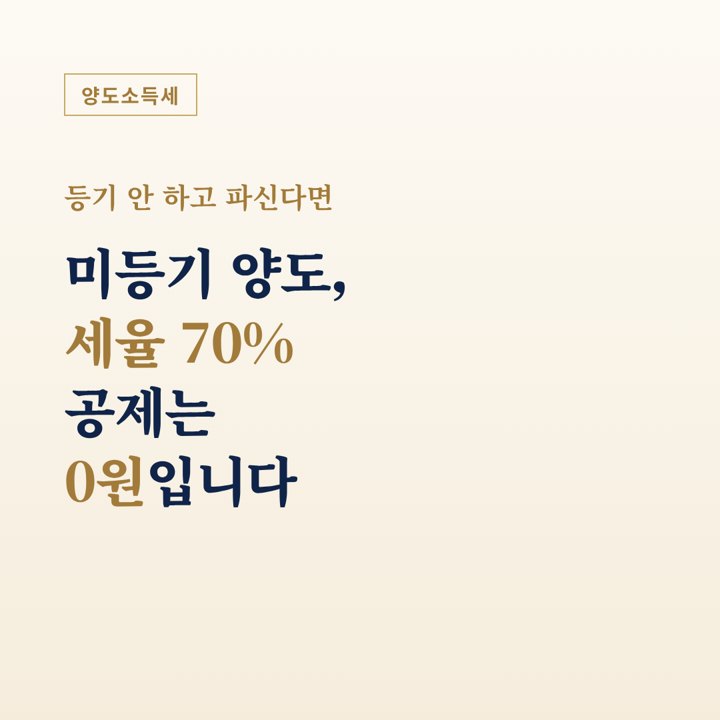 양도소득세
등기 안 하고 파신다면
미등기 양도,
세율 70%
공제는
0원입니다